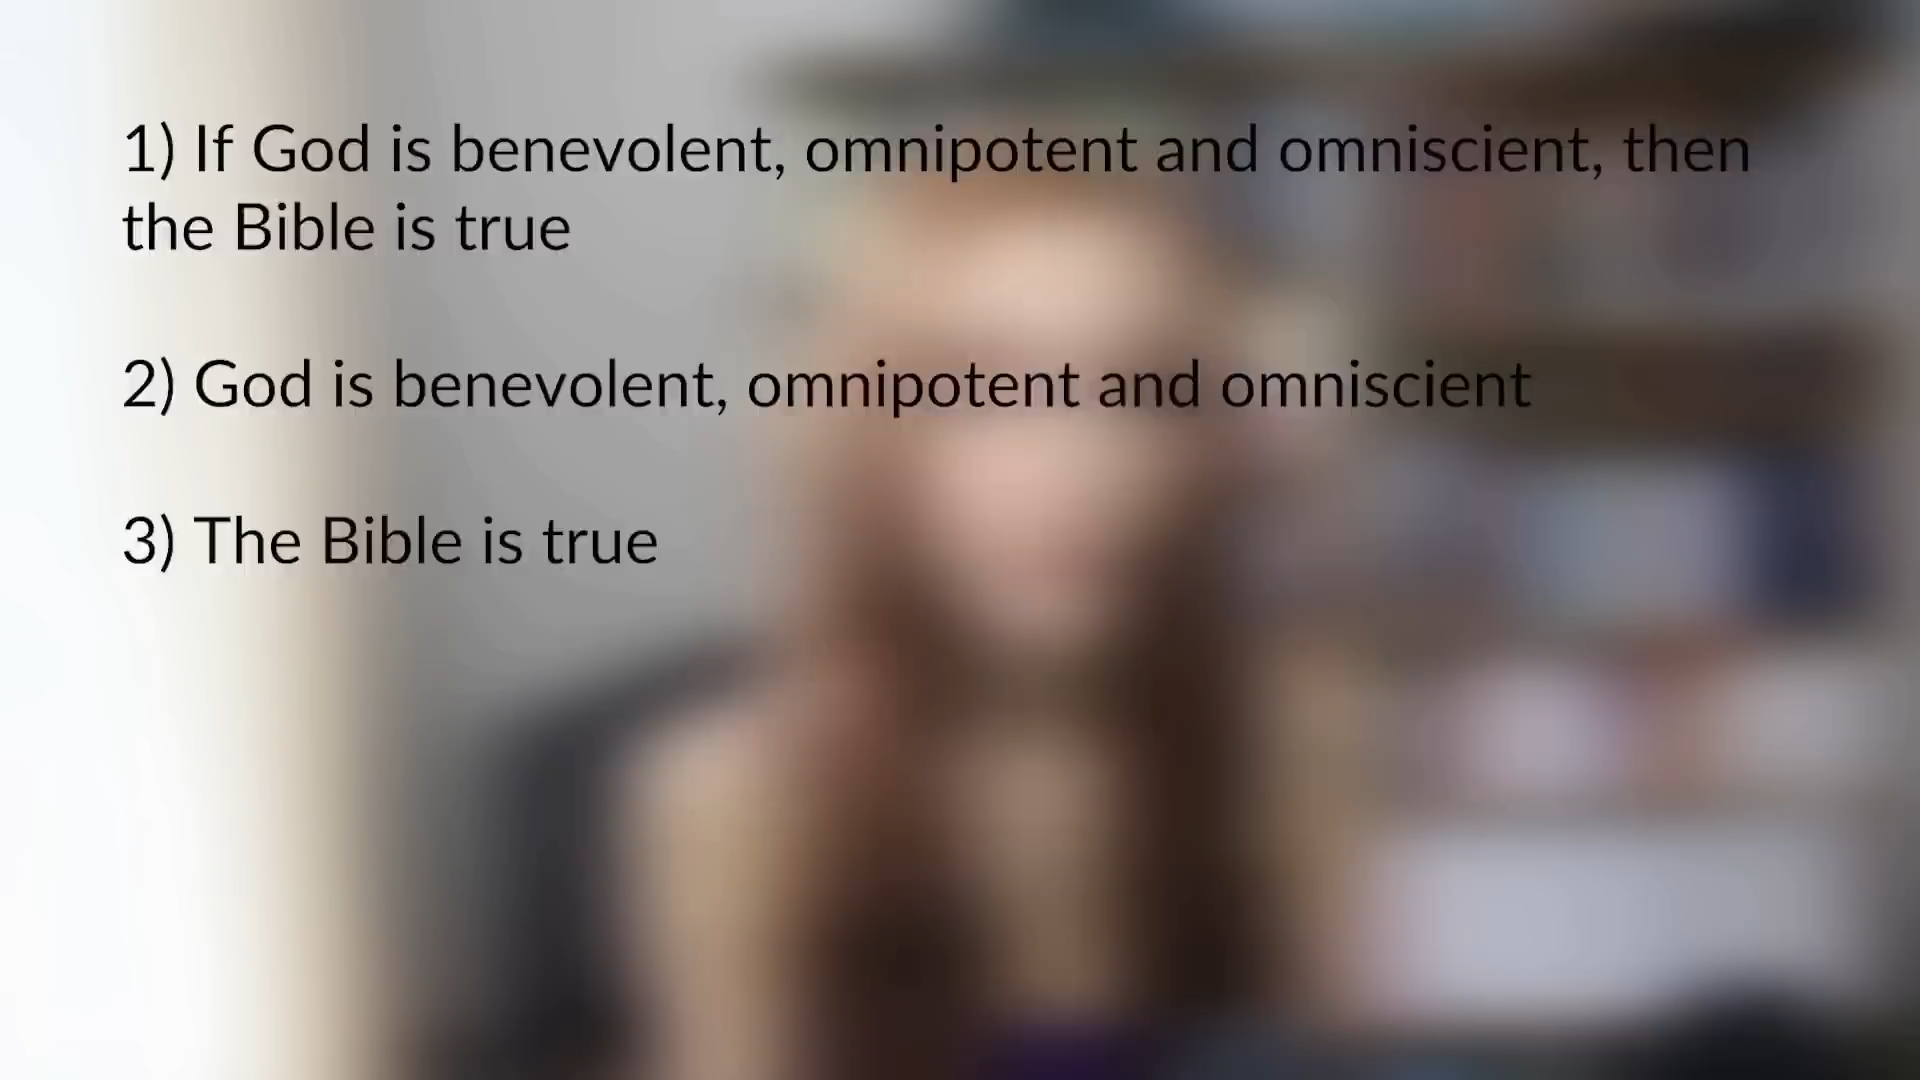 1) If God is benevolent, omnipotent and omniscient, then
the Bible is true
2) God is benevolent, omnipotent and omniscient
3) The Bible is true